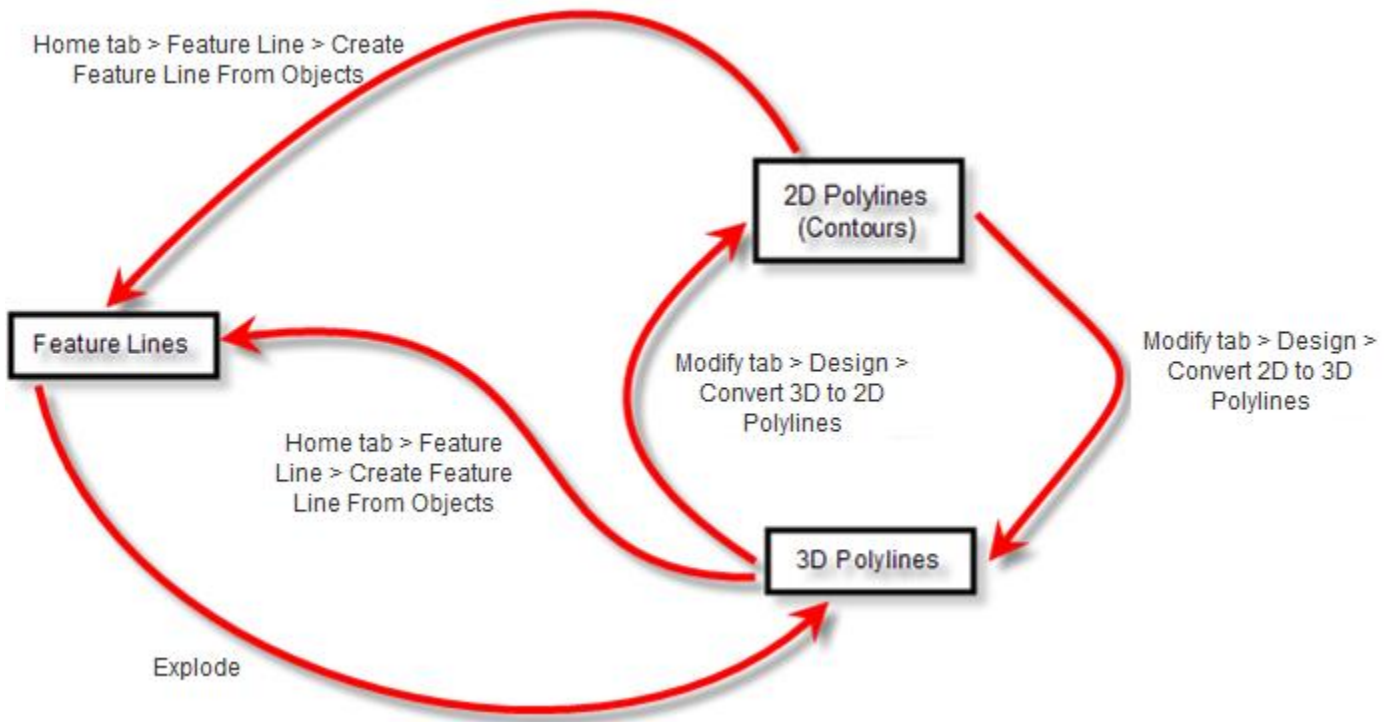 Home tab > Feature Line > Create
Feature Line From Objects
2D Polylines
(Contours)
Feature Lines
Modify tab > Design >
Convert 3D to 2D
Polylines
Modify tab > Design >
Convert 2D to 3D
Polylines
Home tab > Feature
Line > Create Feature
Line From Objects
3D Polylines
Explode